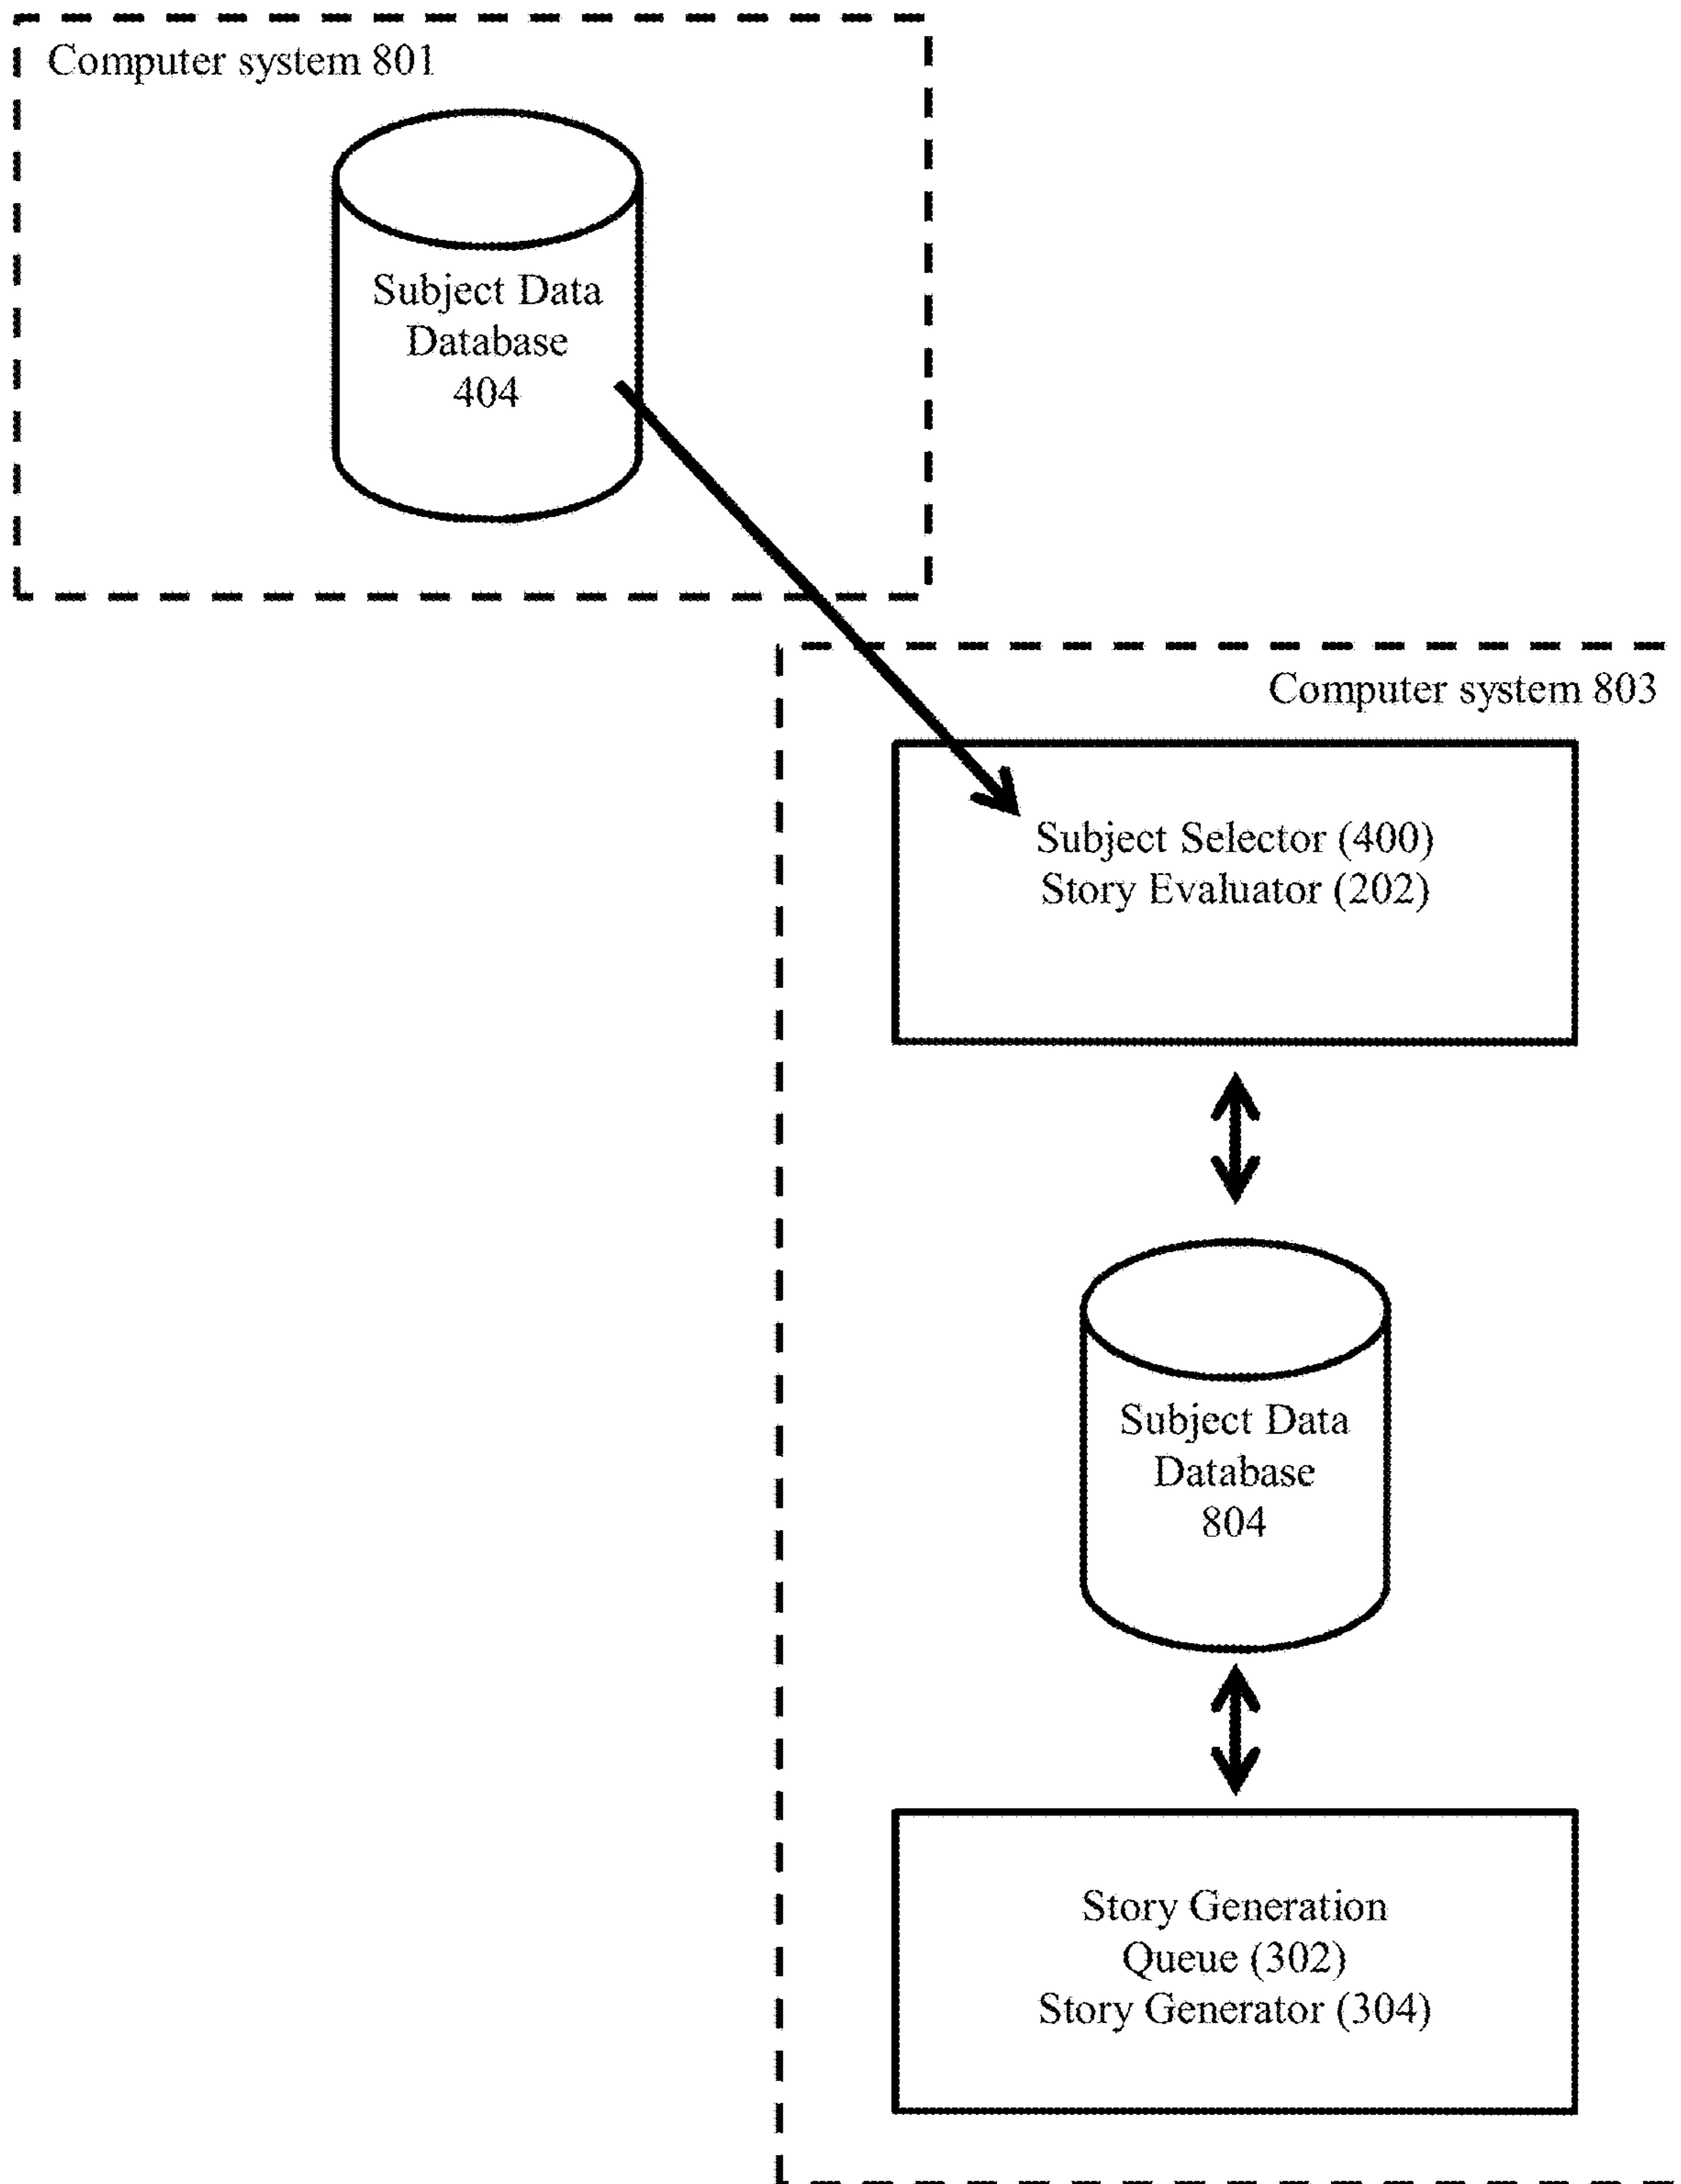 Computer system 801
Subject Data
Database
404
Computer system 803
Subject Selector (400)
Story Evaluator (202)
Subject Data
Database
804
Story Generation
Queue (302)
Story Generator (304)